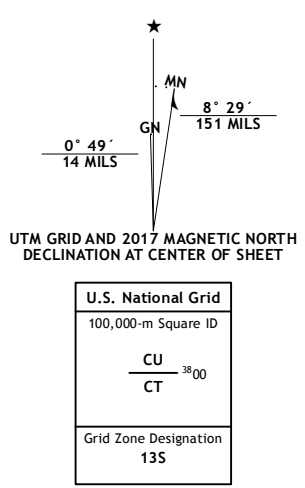 ★
MN
GN
8° 29´
151 MILS
0° 49´
14 MILS
UTM GRID AND 2017 MAGNETIC NORTH
DECLINATION AT CENTER OF SHEET
U.S. National Grid
100,000-m Square ID
CU
3800
CT
Grid Zone Designation
13S